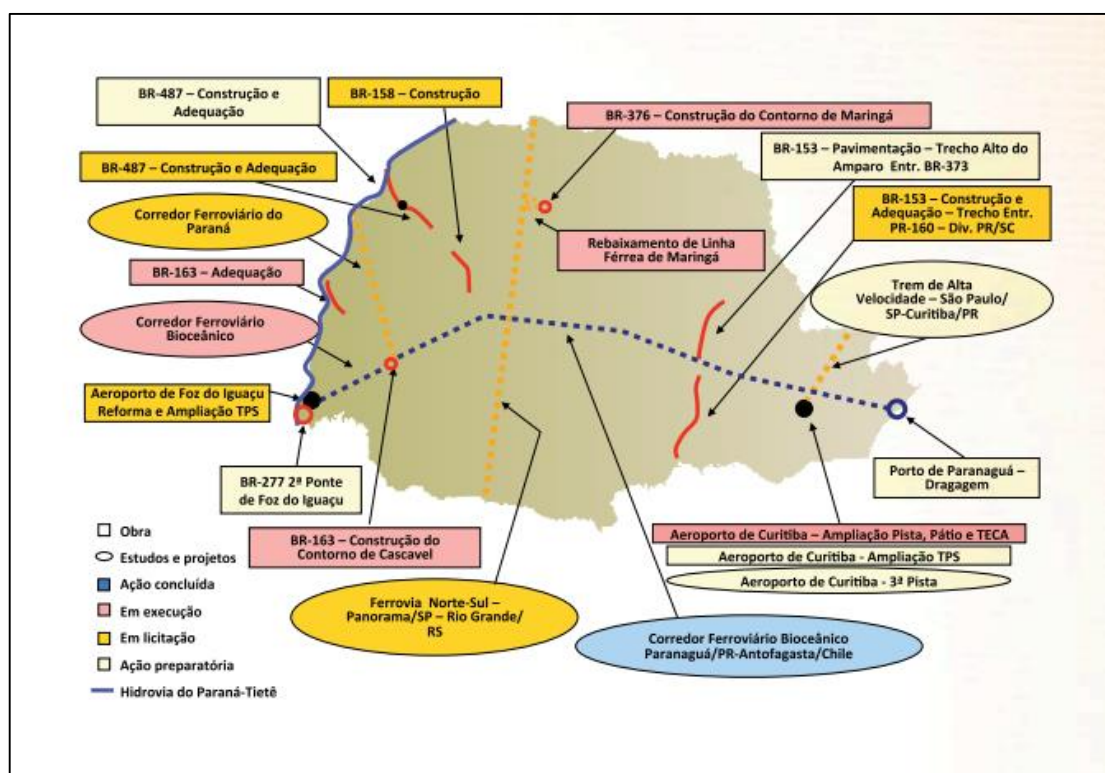 BR-487 – Construção e
Adequação
BR-158 – Construção
BR-376 – Construção do Contorno de Maringá
BR-153 – Pavimentação – Trecho Alto do
Amparo Entr. BR-373
BR-487 – Construção e Adequação
BR-153 – Construção e
Adequação – Trecho Entr.
PR-160 – Div. PR/SC
Corredor Ferroviário do
Paraná
Rebaixamento de Linha
Férrea de Maringá
BR-163 – Adequação
Trem de Alta
Velocidade – São Paulo/
SP-Curitiba/PR
Corredor Ferroviário
Bioceânico
Aeroporto de Foz do Iguaçu
Reforma e Ampliação TPS
BR-277 2ª Ponte
de Foz do Iguaçu
Porto de Paranaguá –
Dragagem
BR-163 – Construção do
Contorno de Cascavel
Aeroporto de Curitiba – Ampliação Pista, Pátio e TECA
Aeroporto de Curitiba - Ampliação TPS
Aeroporto de Curitiba - 3ª Pista
Ferrovia Norte-Sul –
Panorama/SP – Rio Grande/
RS
Corredor Ferroviário Bioceânico
Paranaguá/PR-Antofagasta/Chile
Obra
Estudos e projetos
Ação concluída
Em execução
Em licitação
Ação preparatória
Hidrovia do Paraná-Tietê